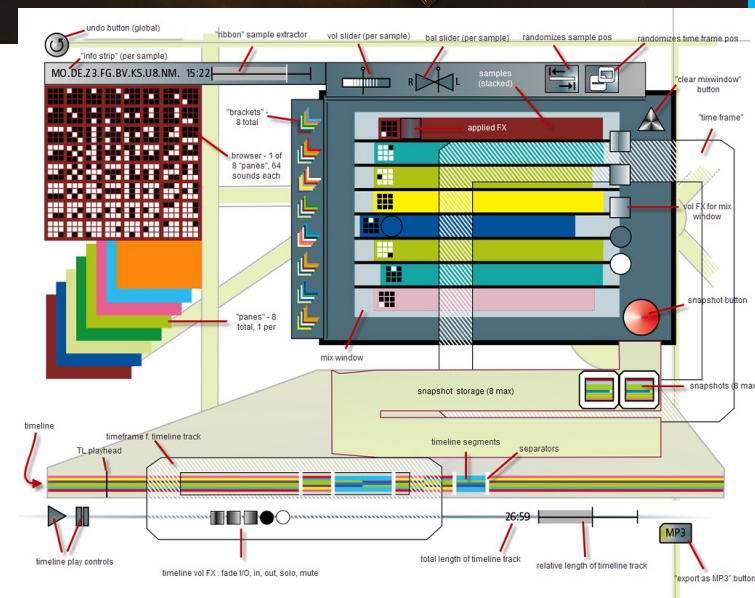 undo button (global)
"ribbon" sample extractor
vol slider (per sample)
bal slider (per sample)
randomizes sample pos
randomizes time frame pos
"info strip" (per sample)
MO.DE.Z3.FG.BV.KS.U8.NM. 15:22
R
L
samples
(stacked)
"clear mixwindow"
button
"brackets" -
8 total
applied FX
"time frame"
browser - 1 of
8 "panes", 64
sounds each
vol FX for mix
window
"panes" - 8
total, 1 per
snapshot button
mix window
snapshot storage (8 max)
snapshots (8 max
timeline
timeframe f. timeline track
TL playhead
timeline segments
separators
26:59
MP3
timeline play controls
timeline vol FX : fade I/O, in, out, solo, mute
total length of timeline track
relative length of timeline track
"export as MP3" button